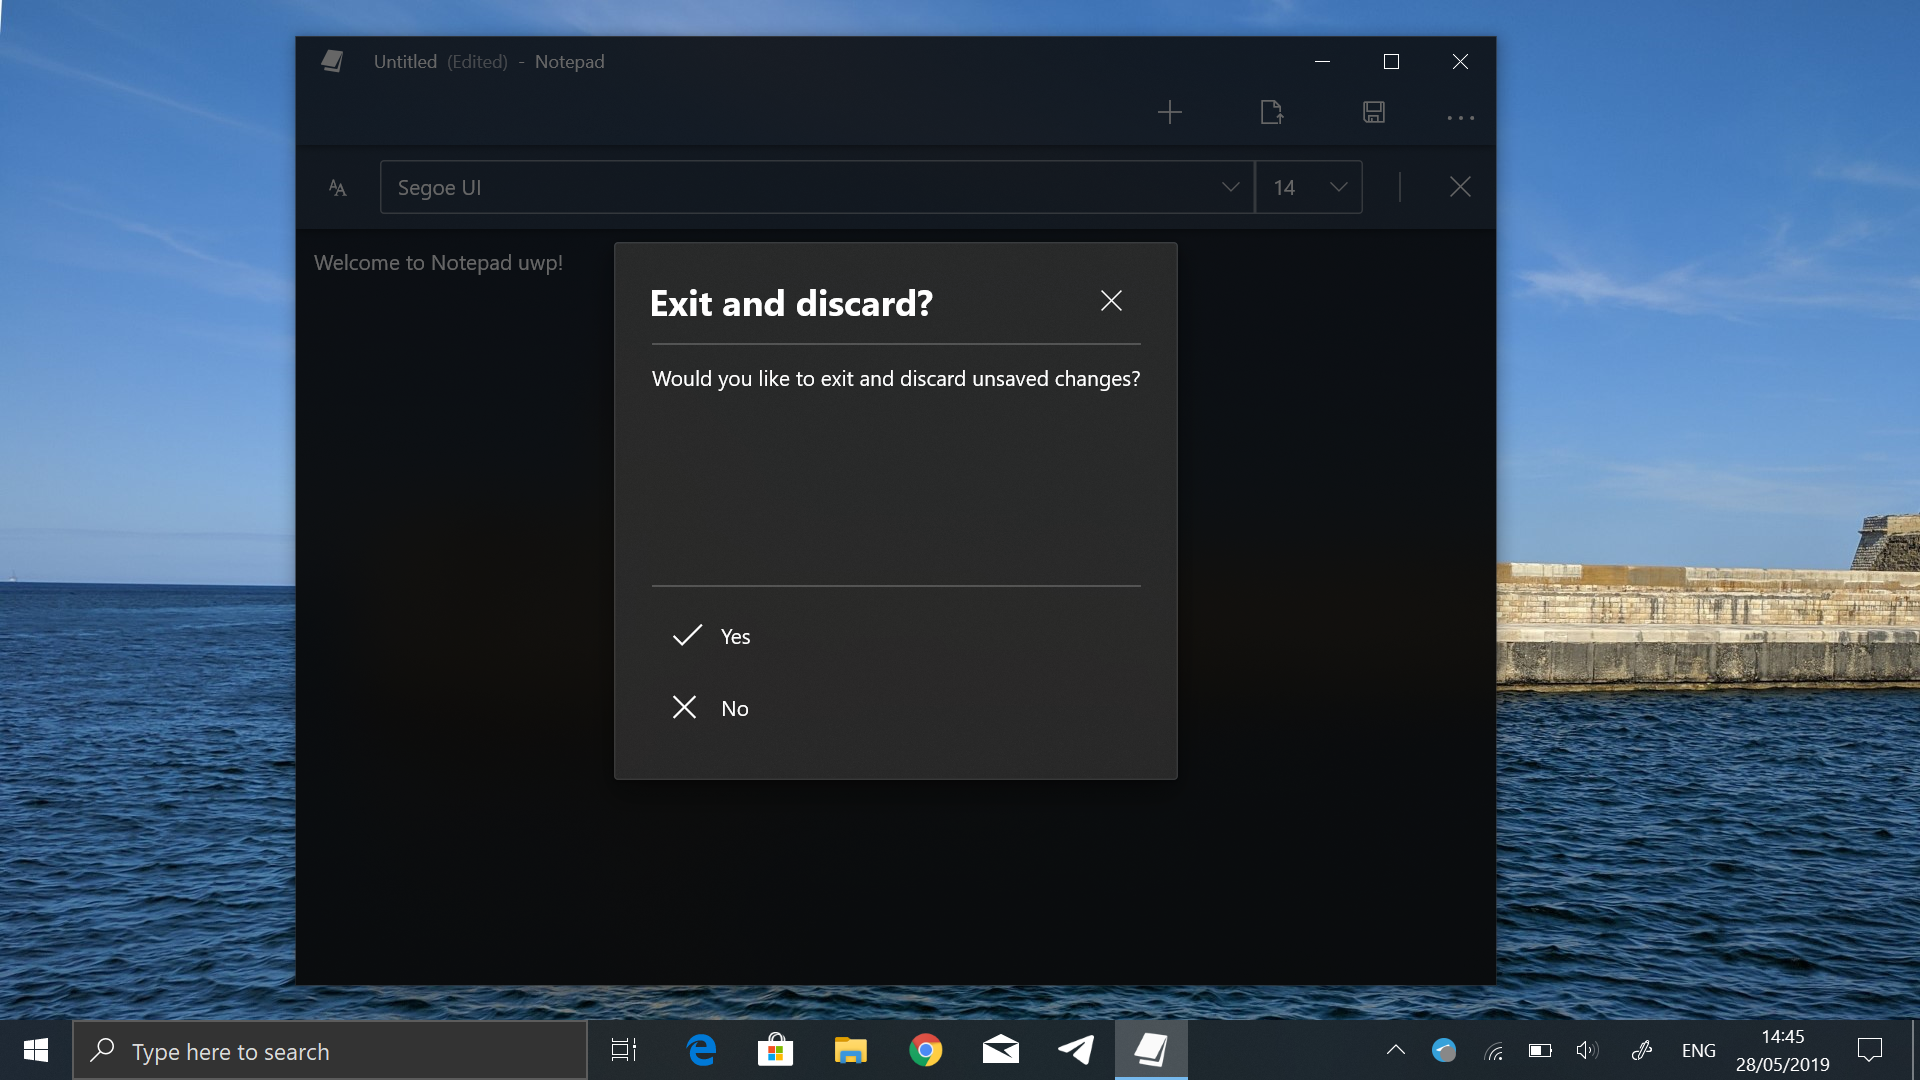 Untitled (Edited) - Notepad
Segoe UI
14
Welcome to Notepad uwp!
Exit and discard?
Would you like to exit and discard unsaved changes?
Yes
No
Type here to search
ENG
14:45
28/05/2019